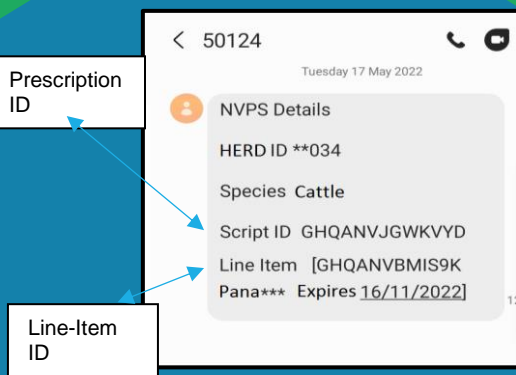 50124
Tuesday 17 May 2022
Prescription
ID
NVPS Details
HERD ID **034
Species Cattle
Script ID GHQANVJGWKVYD
Line Item [GHQANVBMIS9K
Pana*** Expires 16/11/2022]
Line-Item
ID